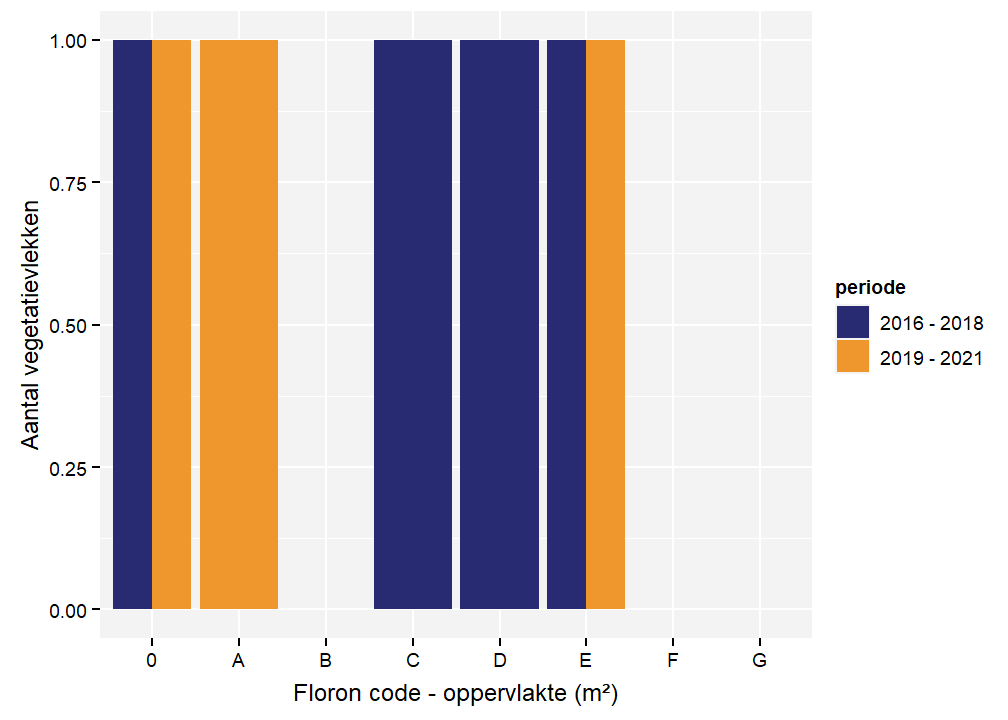 1.00
0.75
0.50
0.25
0.00
Aantal vegetatievlekken
0 A B C D E F G
Floron code - oppervlakte (m²)
periode
2016 - 2018
2019 - 2021